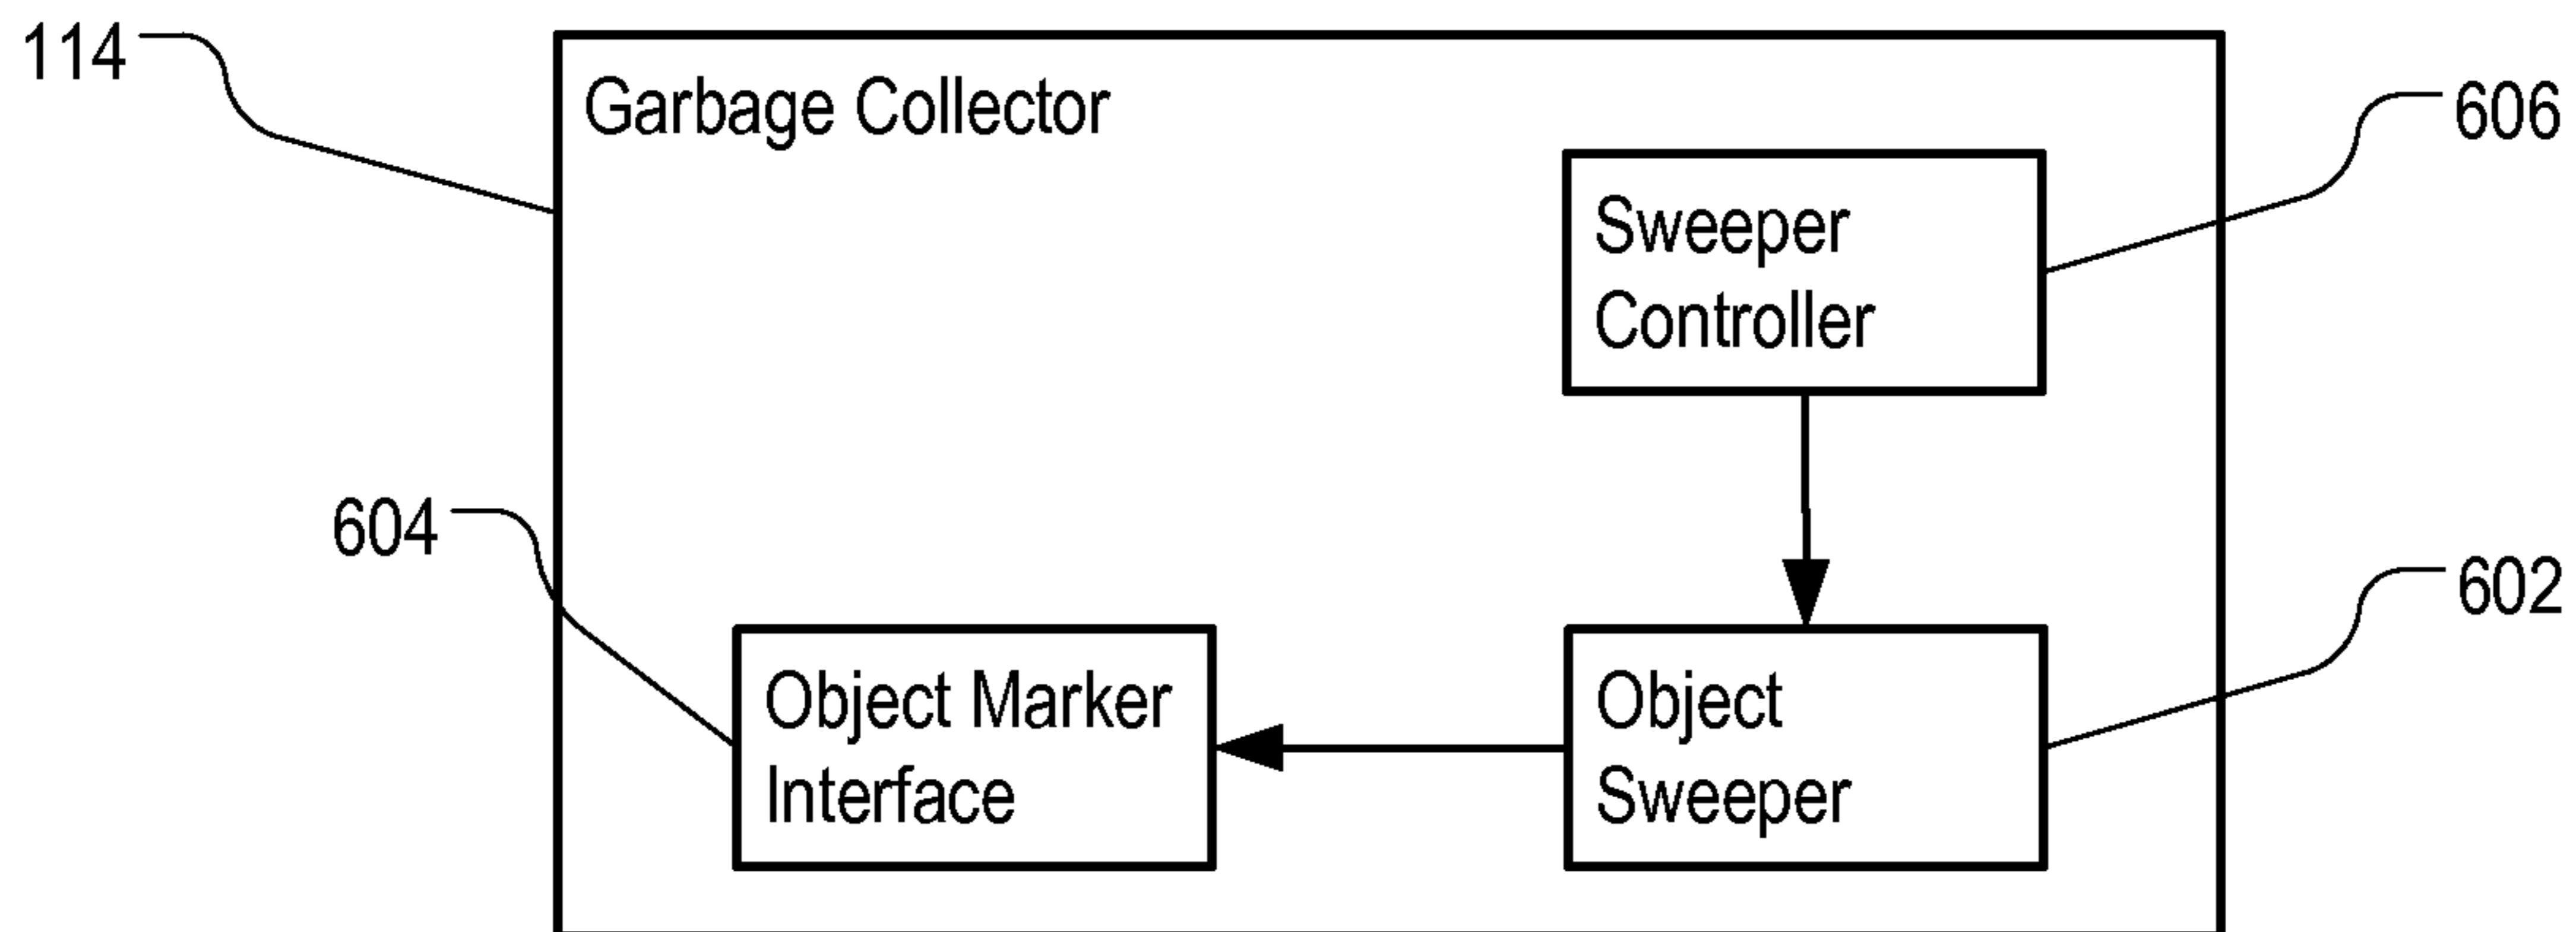 114
Garbage Collector
606
Sweeper
Controller
604
602
Object Marker
Interface
Object
Sweeper